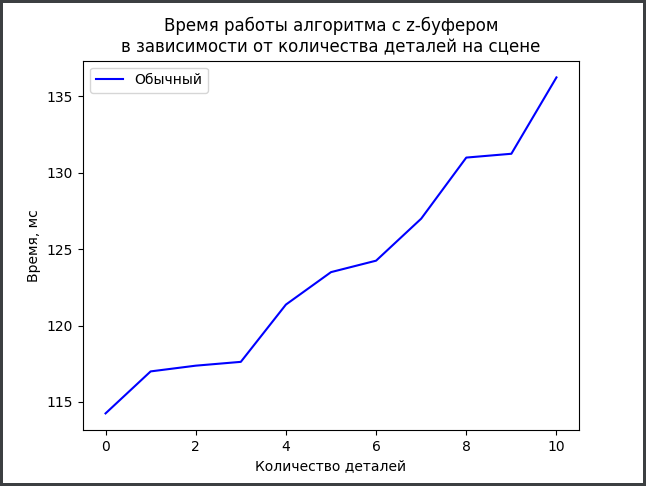 Время работы алгоритма с z-буфером
в зависимости от количества деталей на сцене
Обычный
135
130
125
120
115
Время, мс
0 2 4 6 8 10
Количество деталей